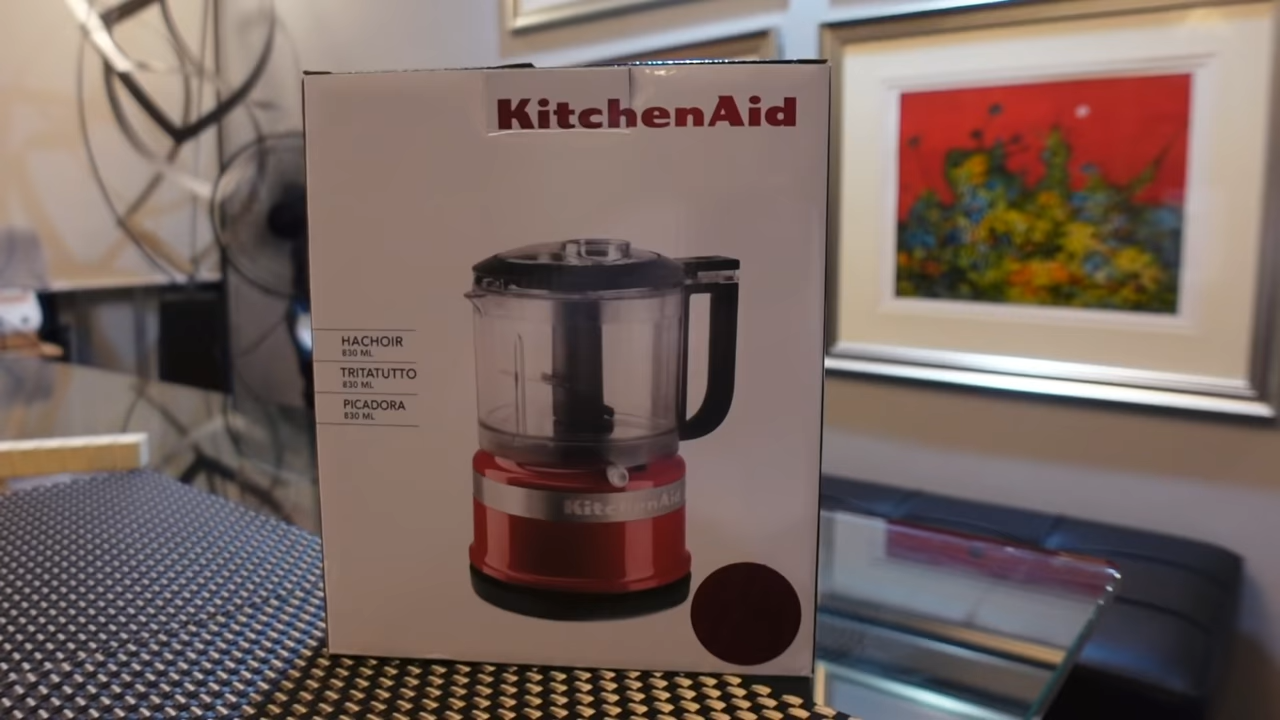 KitchenAid
HACHOIR
830 ML
TRITATUTTO
830 ML
PICADORA
830 ML
KitchenAid